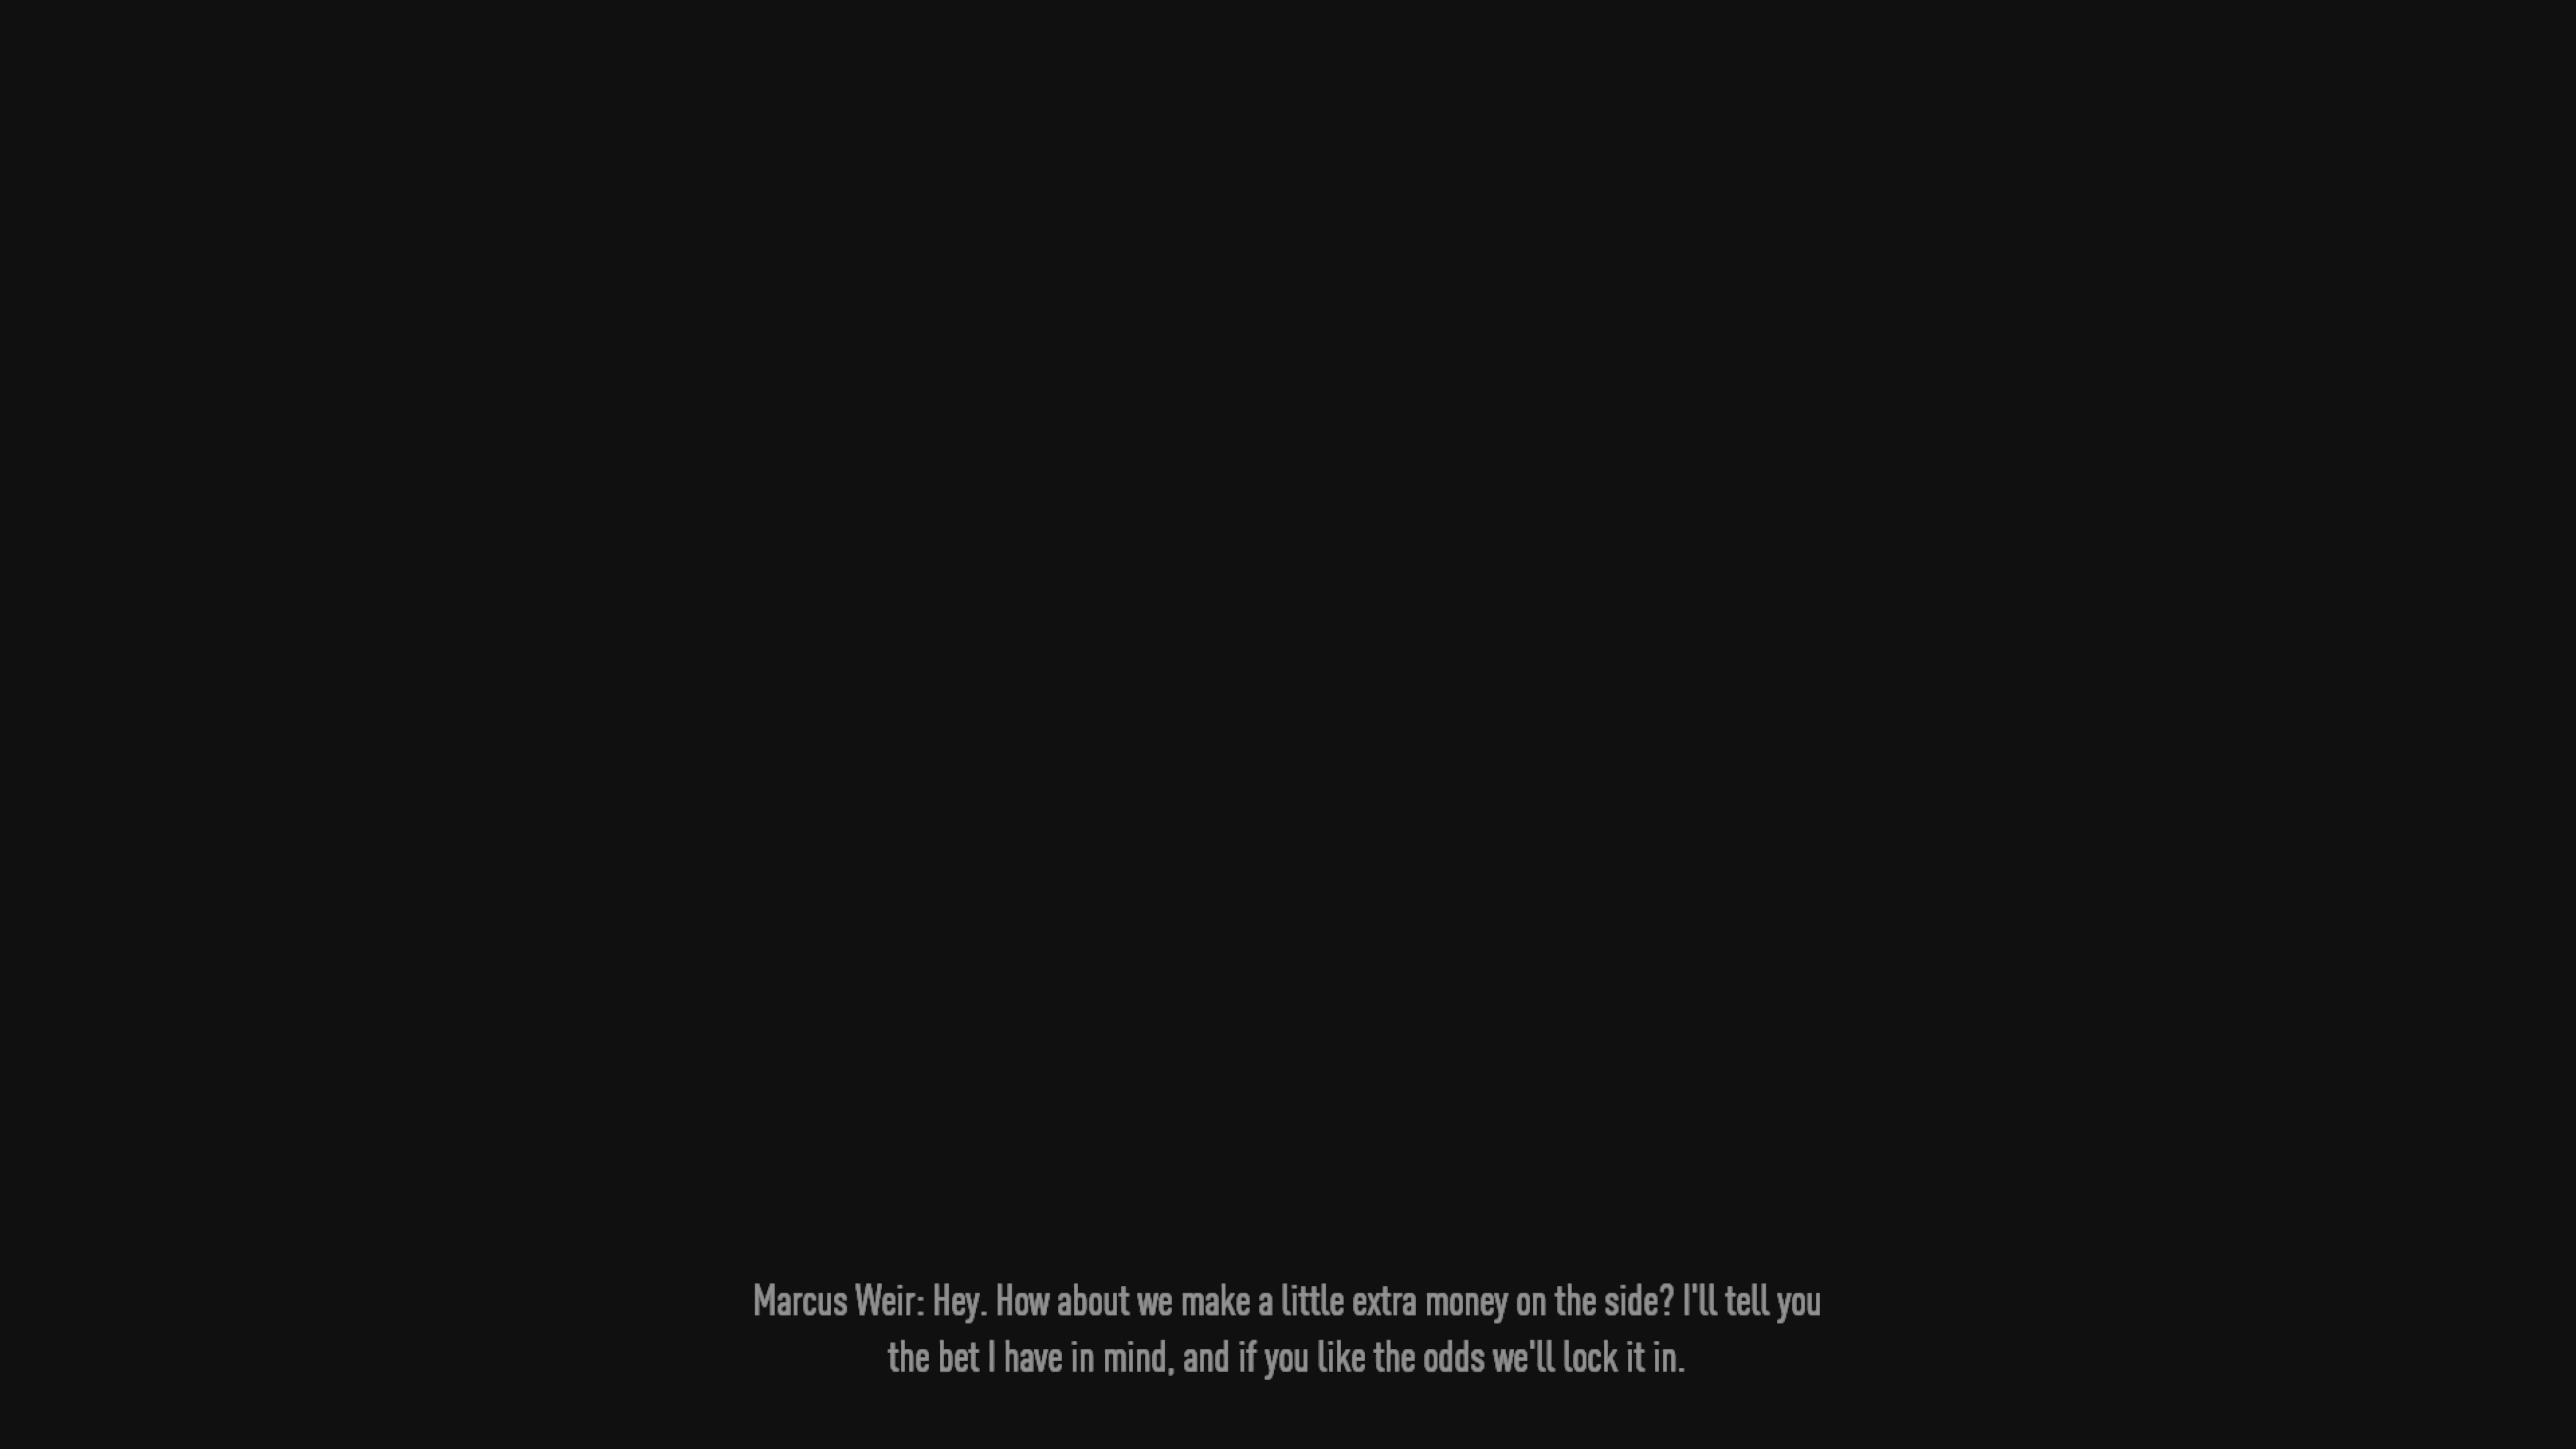 Marcus Weir: Hey. How about we make a little extra money on the side? I'll tell you
the bet I have in mind, and if you like the odds we'll lock it in.